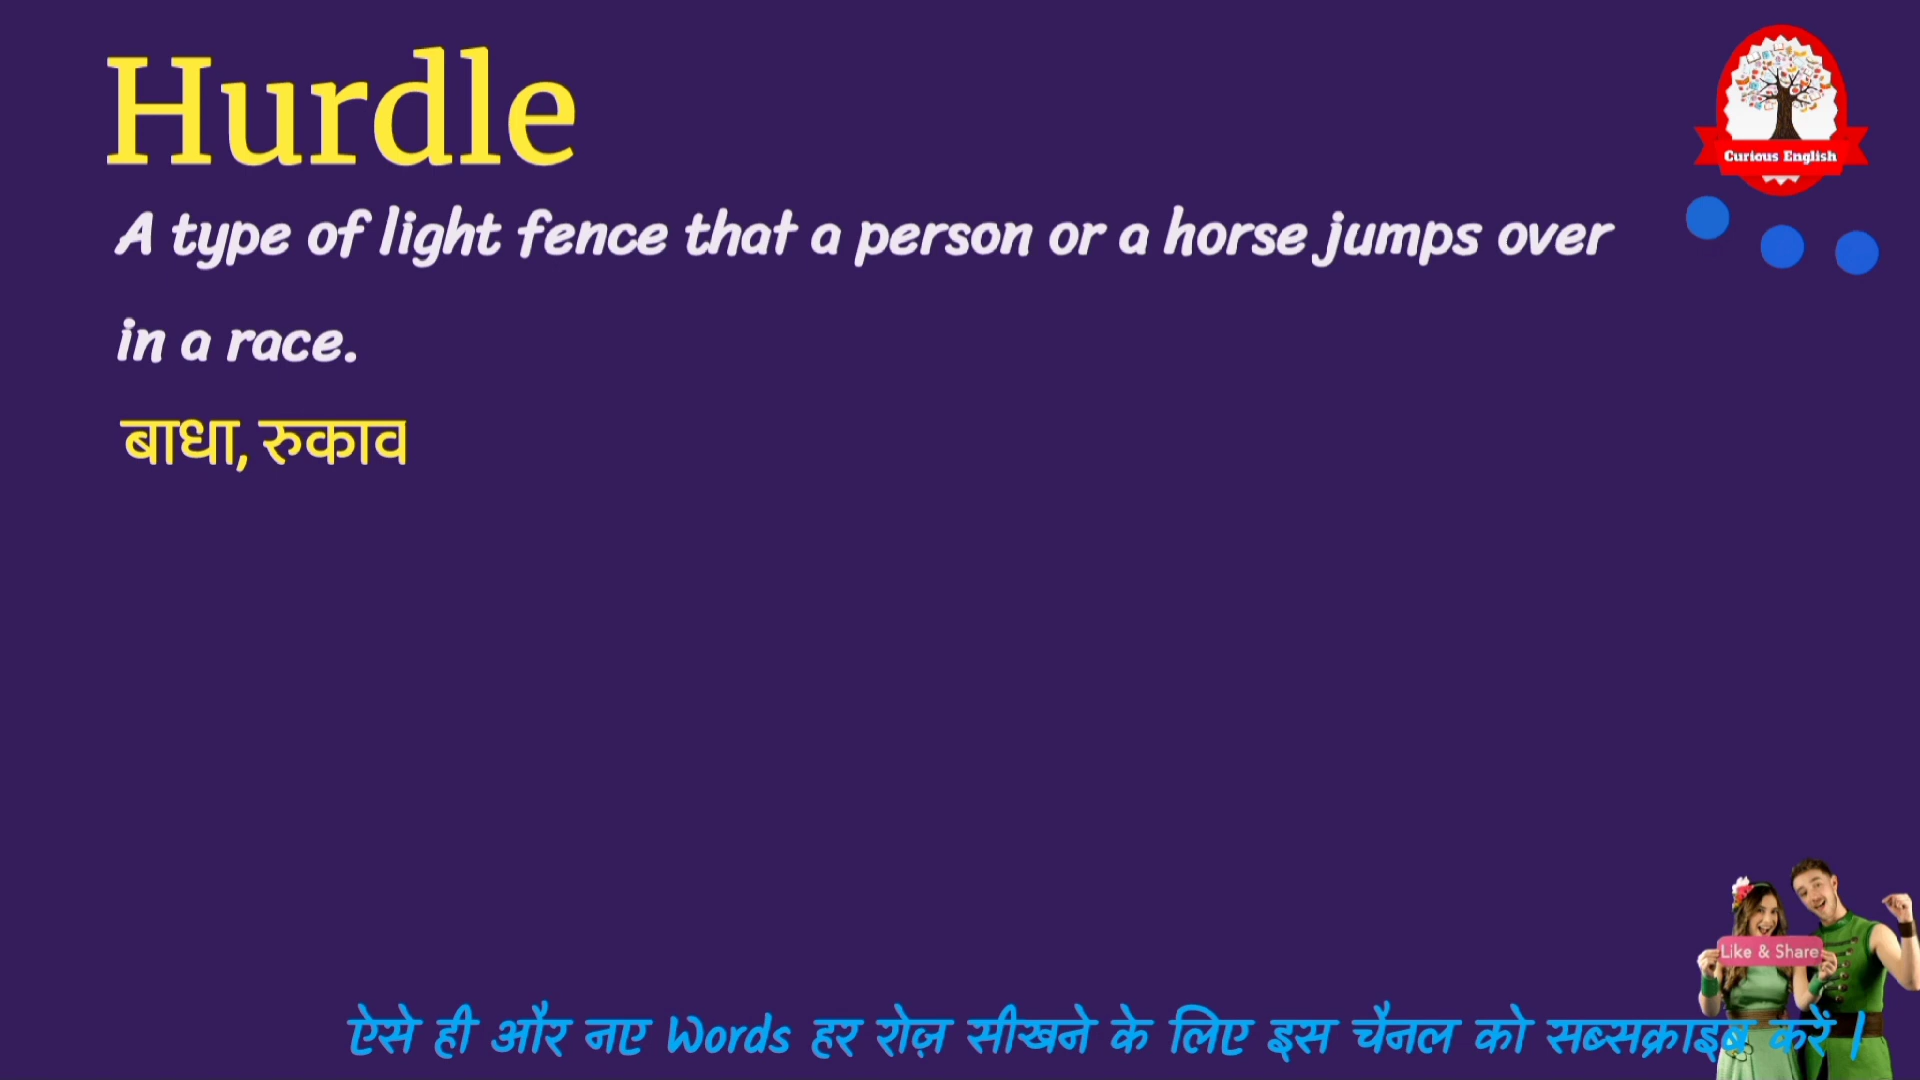 Hurdle
Curious English
A type of light fence that a person or a horse jumps over
in a race.
बाधा, रुकाव
Like & Share
ऐसे ही और नए Words हर रोज़ सीखने के लिए इस चैनल को सब्सक्राइब करें |